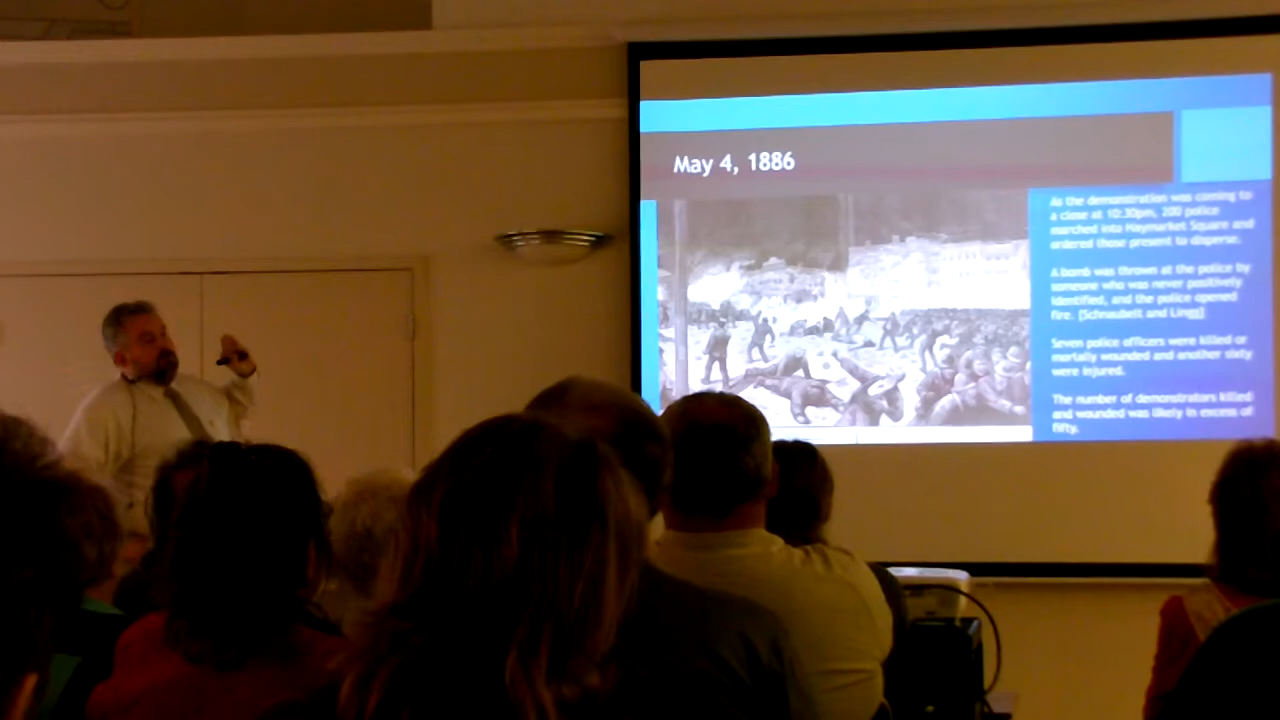 May 4, 1886
As the demonstration was coming to
a close at 10:30pm, 200 police
marched into Haymarket Square and
ordered those present to disperse.
A bomb was thrown at the police by
someone who was never positively
identified, and the police opened
fire. [Schnaubelt and Lingg]
Seven police officers were killed or
mortally wounded and another sixty
were injured.
The number of demonstrators killed
and wounded was likely in excess of
fifty.